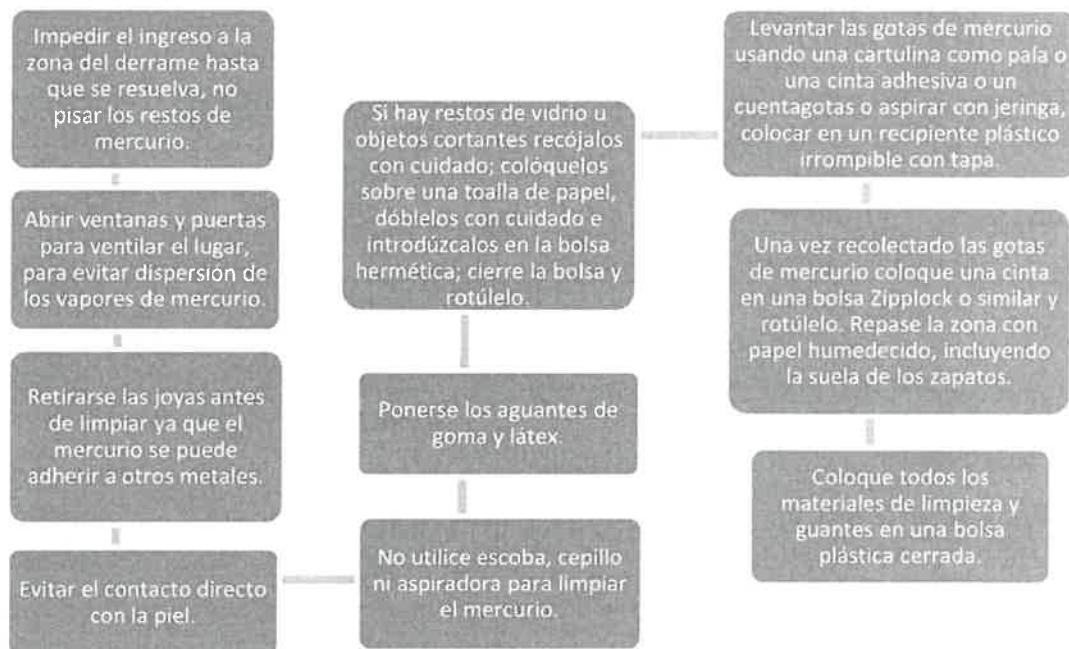 Impedir el ingreso a la
zona del derrame hasta
que se resuelva, no
pisar los restos de
mercurio.
Abrir ventanas y puertas
para ventilar el lugar,
para evitar dispersión de
los vapores de mercurio.
Retirarse las joyas antes
de limpiar ya que el
mercurio se puede
adherir a otros metales.
Evitar el contacto directo
con la piel.
No utilice escoba, cepillo
ni aspiradora para limpiar
el mercurio.
Ponerse los aguantes de
goma y látex.
Si hay restos de vidrio u
objetos cortantes recójalos
con cuidado; colóquelos
sobre una toalla de papel,
dóblelos con cuidado e
introdúzcalos en la bolsa
hermética; cierre la bolsa y
rotúlelo.
Levantar las gotas de mercurio
usando una cartulina como pala o
una cinta adhesiva o un
cuentagotas o aspirar con jeringa,
colocar en un recipiente plástico
irrompible con tapa.
Una vez recolectado las gotas
de mercurio coloque una cinta
en una bolsa Zipplock o similar y
rotúlelo. Repase la zona con
papel humedecido, incluyendo
la suela de los zapatos.
Coloque todos los
materiales de limpieza y
guantes en una bolsa
plástica cerrada.